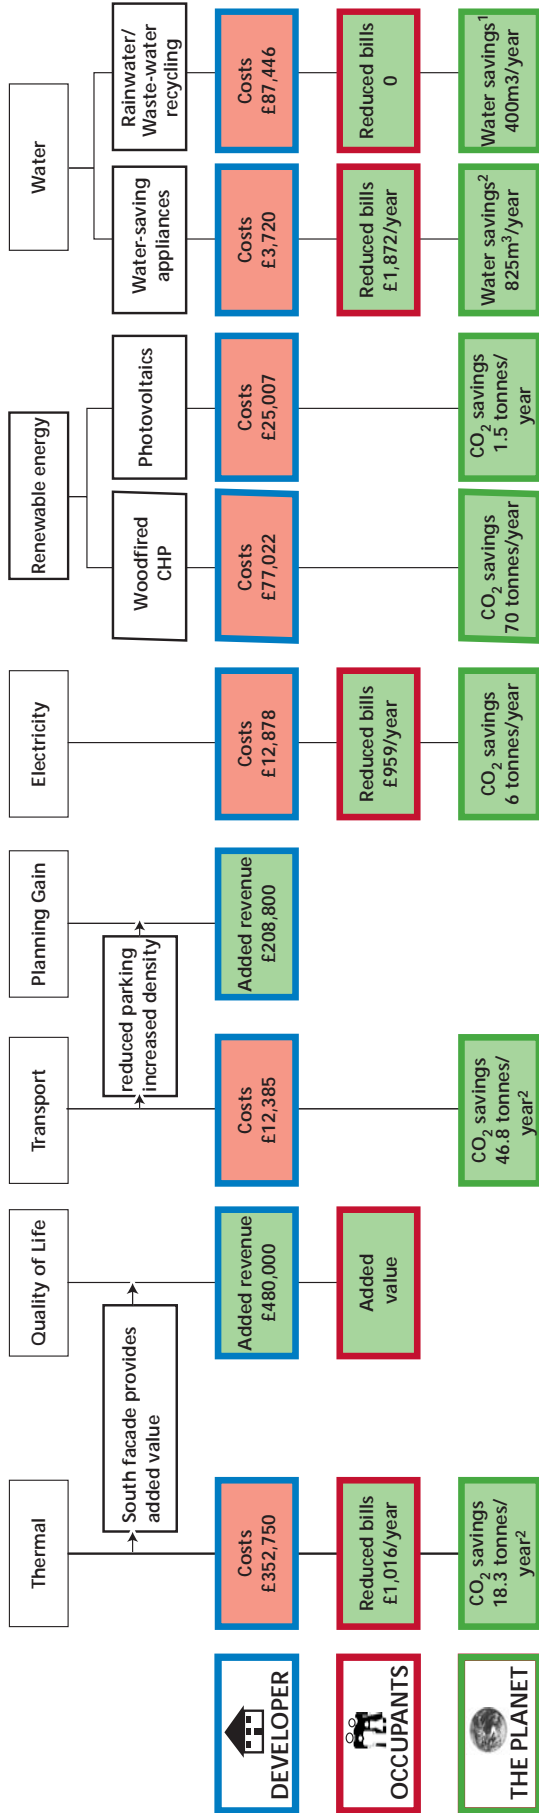 Thermal
Quality of Life
Transport
Planning Gain
Electricity
Renewable energy
Water
South facade provides
added value
reduced parking
increased density
Woodfired
CHP
Photovoltaics
Water-saving
appliances
Rainwater/
Waste-water
recycling
DEVELOPER
Costs
£352,750
Added revenue
£480,000
Costs
£12,385
Added revenue
£208,800
Costs
£12,878
Costs
£77,022
Costs
£25,007
Costs
£3,720
Costs
£87,446
OCCUPANTS
Reduced bills
£1,016/year
Added
value
Reduced bills
£959/year
Reduced bills
£1,872/year
Reduced bills
0
THE PLANET
CO₂ savings
18.3 tonnes/
year²
CO₂ savings
46.8 tonnes/
year²
CO₂ savings
6 tonnes/year
CO₂ savings
70 tonnes/year
CO₂ savings
1.5 tonnes/
year
Water savings²
825m³/year
Water savings¹
400m3/year